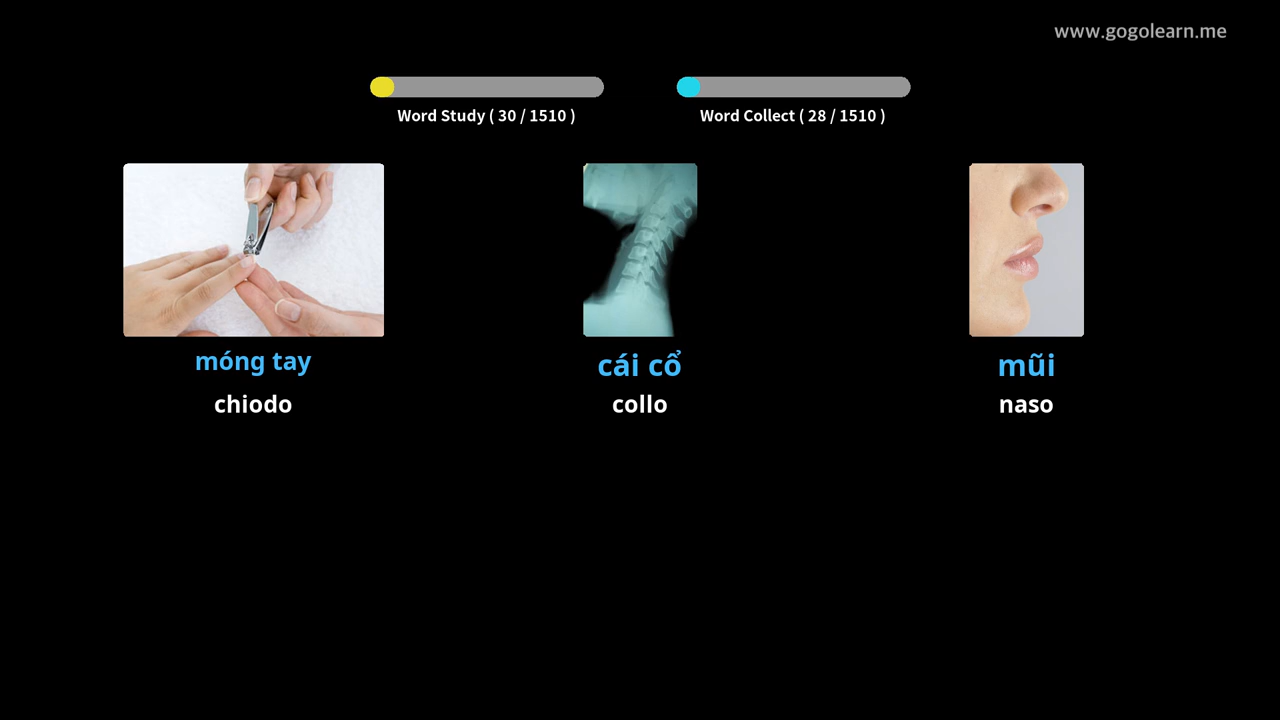 www.gogolearn.me
Word Study ( 30 / 1510 )
Word Collect ( 28 / 1510 )
móng tay
cái cổ
mũi
chiodo
collo
naso